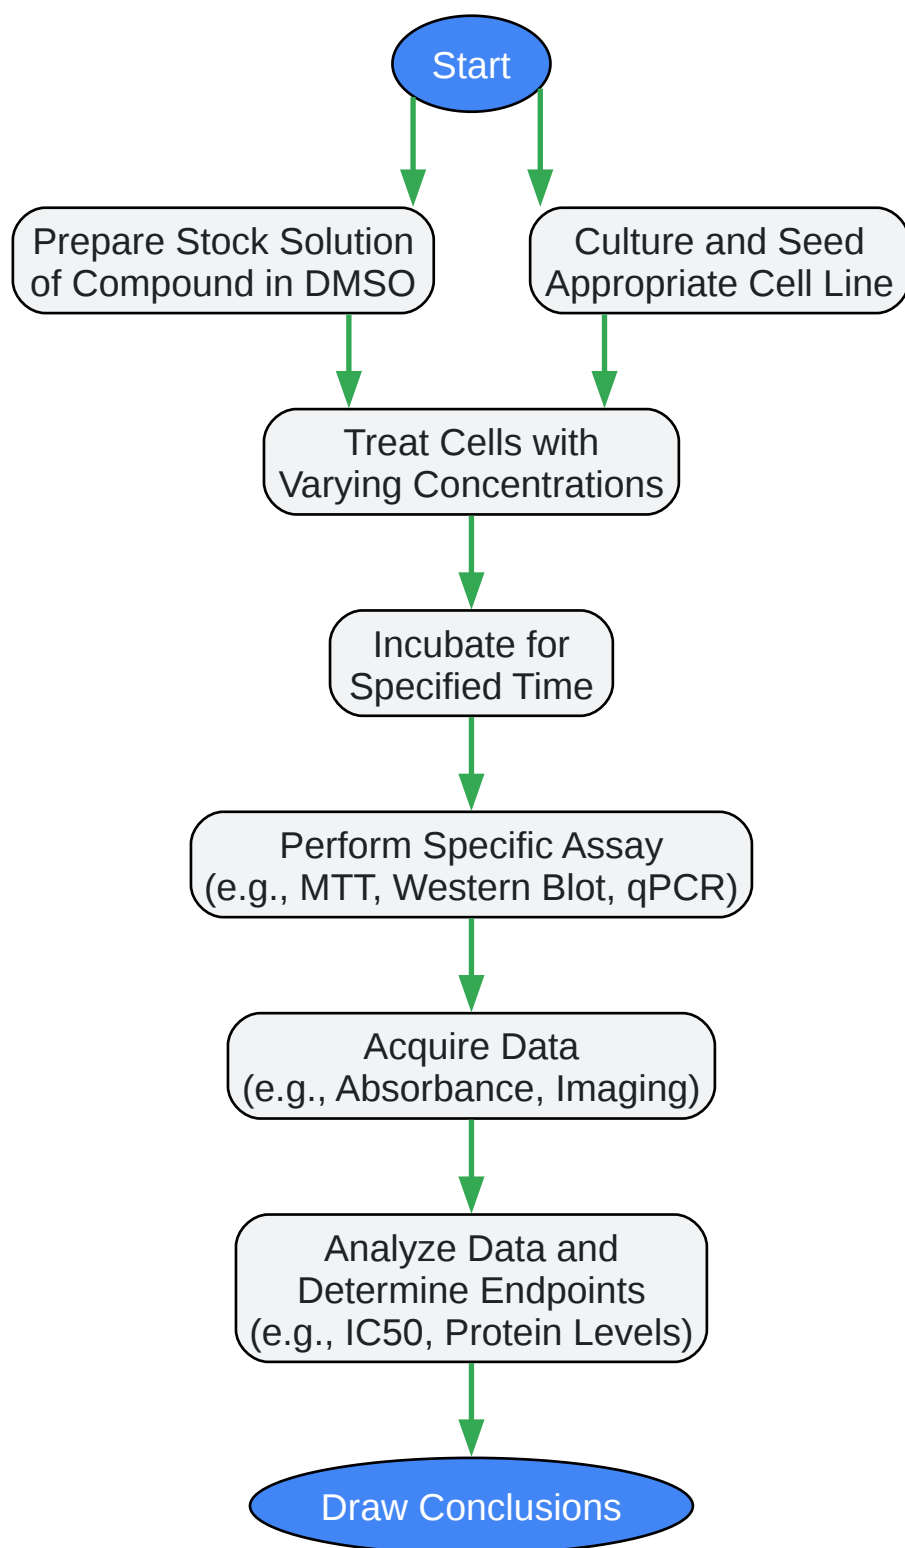 Start
Prepare Stock Solution
of Compound in DMSO
Culture and Seed
Appropriate Cell Line
Treat Cells with
Varying Concentrations
Incubate for
Specified Time
Perform Specific Assay
(e.g., MTT, Western Blot, qPCR)
Acquire Data
(e.g., Absorbance, Imaging)
Analyze Data and
Determine Endpoints
(e.g., IC50, Protein Levels)
Draw Conclusions